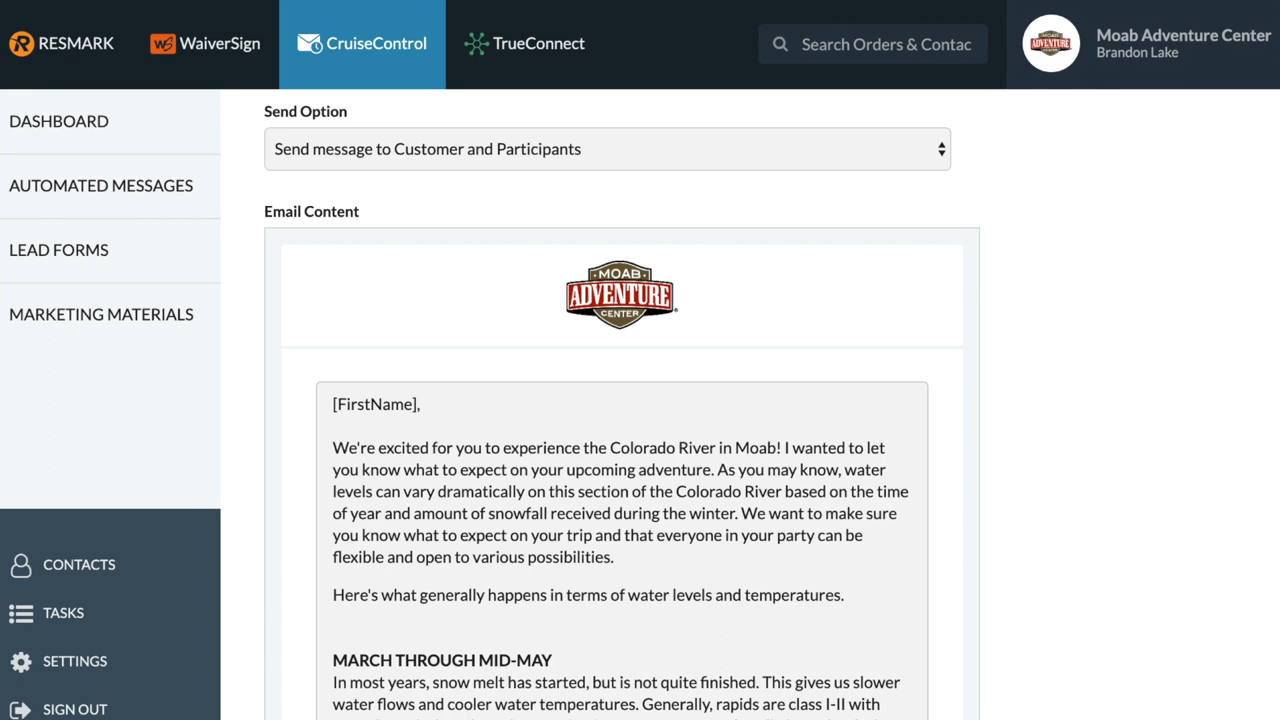 RESMARK
WS WaiverSign
CruiseControl
TrueConnect
Search Orders & Contac
MOAB ADVENTURE CENTER
Moab Adventure Center
Brandon Lake
DASHBOARD
AUTOMATED MESSAGES
LEAD FORMS
MARKETING MATERIALS
CONTACTS
TASKS
SETTINGS
SIGN OUT
Send Option
Send message to Customer and Participants
Email Content
MOAB
ADVENTURE
CENTER
[FirstName],
We're excited for you to experience the Colorado River in Moab! I wanted to let
you know what to expect on your upcoming adventure. As you may know, water
levels can vary dramatically on this section of the Colorado River based on the time
of year and amount of snowfall received during the winter. We want to make sure
you know what to expect on your trip and that everyone in your party can be
flexible and open to various possibilities.
Here's what generally happens in terms of water levels and temperatures.
MARCH THROUGH MID-MAY
In most years, snow melt has started, but is not quite finished. This gives us slower
water flows and cooler water temperatures. Generally, rapids are class I-II with